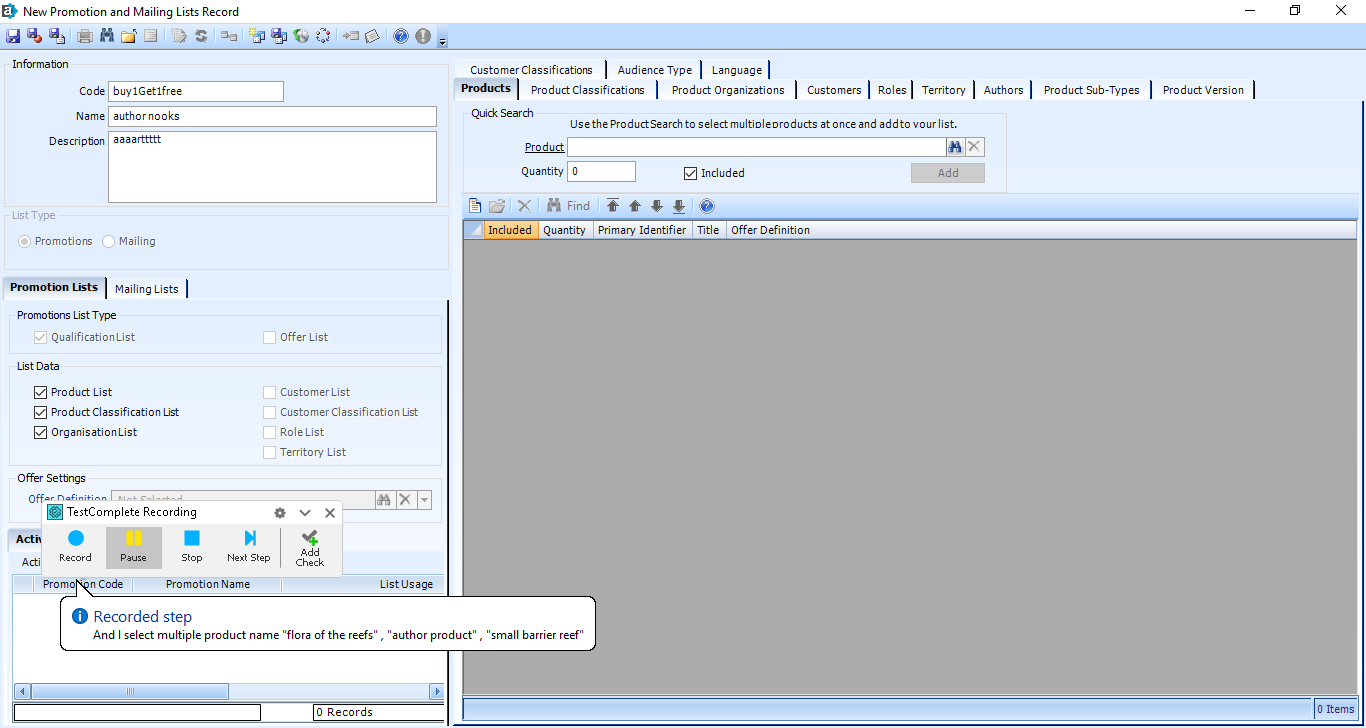 New Promotion and Mailing Lists Record
Information
Code buy1Get1free
Name author nooks
Description aaaarttttt
List Type
Promotions Mailing
Promotion Lists Mailing Lists
Promotions List Type
Qualification List Offer List
List Data
Product List Customer List
Product Classification List Customer Classification List
Organisation List Role List
Territory List
Offer Settings
Offer Definition Not Selected
TestComplete Recording
Record Pause Stop Next Step Add Check
Promotion Code Promotion Name List Usage
Recorded step
And I select multiple product name "flora of the reefs" , "author product" , "small barrier reef"
0 Records
Customer Classifications Audience Type Language
Products Product Classifications Product Organizations Customers Roles Territory Authors Product Sub-Types Product Version
Quick Search
Use the Product Search to select multiple products at once and add to your list.
Product
Quantity 0 Included Add
Find
Included Quantity Primary Identifier Title Offer Definition
0 Items